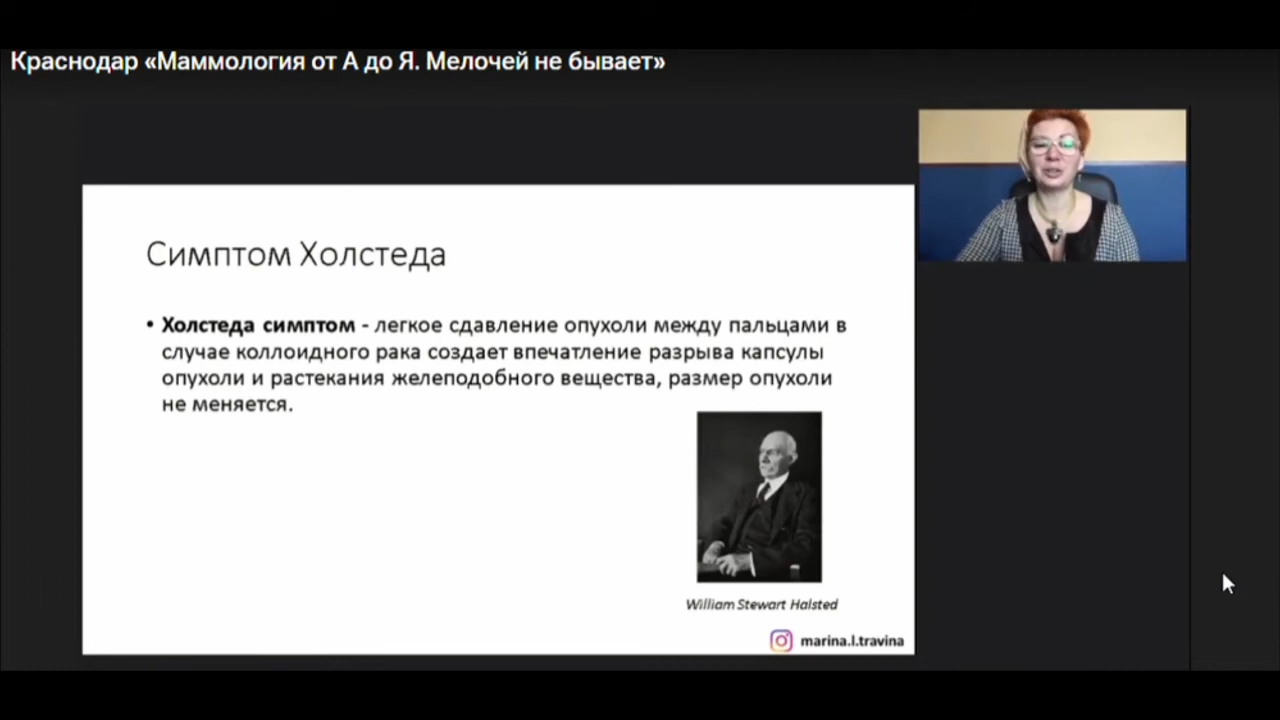 Краснодар «Маммология от А до Я. Мелочей не бывает»
Симптом Холстеда
• Холстеда симптом - легкое сдавление опухоли между пальцами в
случае коллоидного рака создает впечатление разрыва капсулы
опухоли и растекания желеподобного вещества, размер опухоли
не меняется.
William Stewart Halsted
marina.l.travina